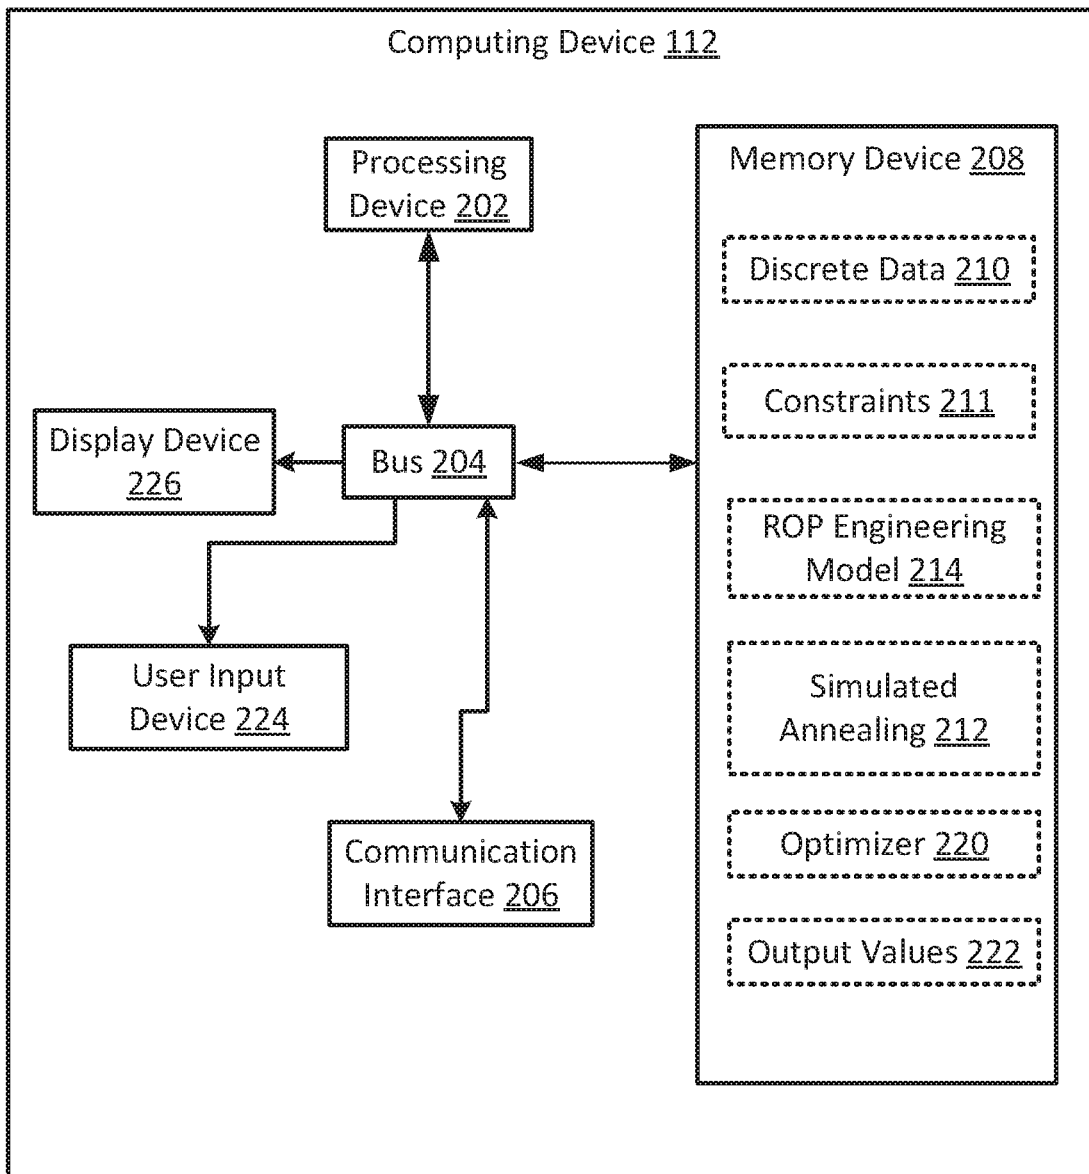 Computing Device 112
Processing
Device 202
Memory Device 208
Discrete Data 210
Constraints 211
Display Device
226
Bus 204
ROP Engineering
Model 214
User Input
Device 224
Simulated
Annealing 212
Communication
Interface 206
Optimizer 220
Output Values 222